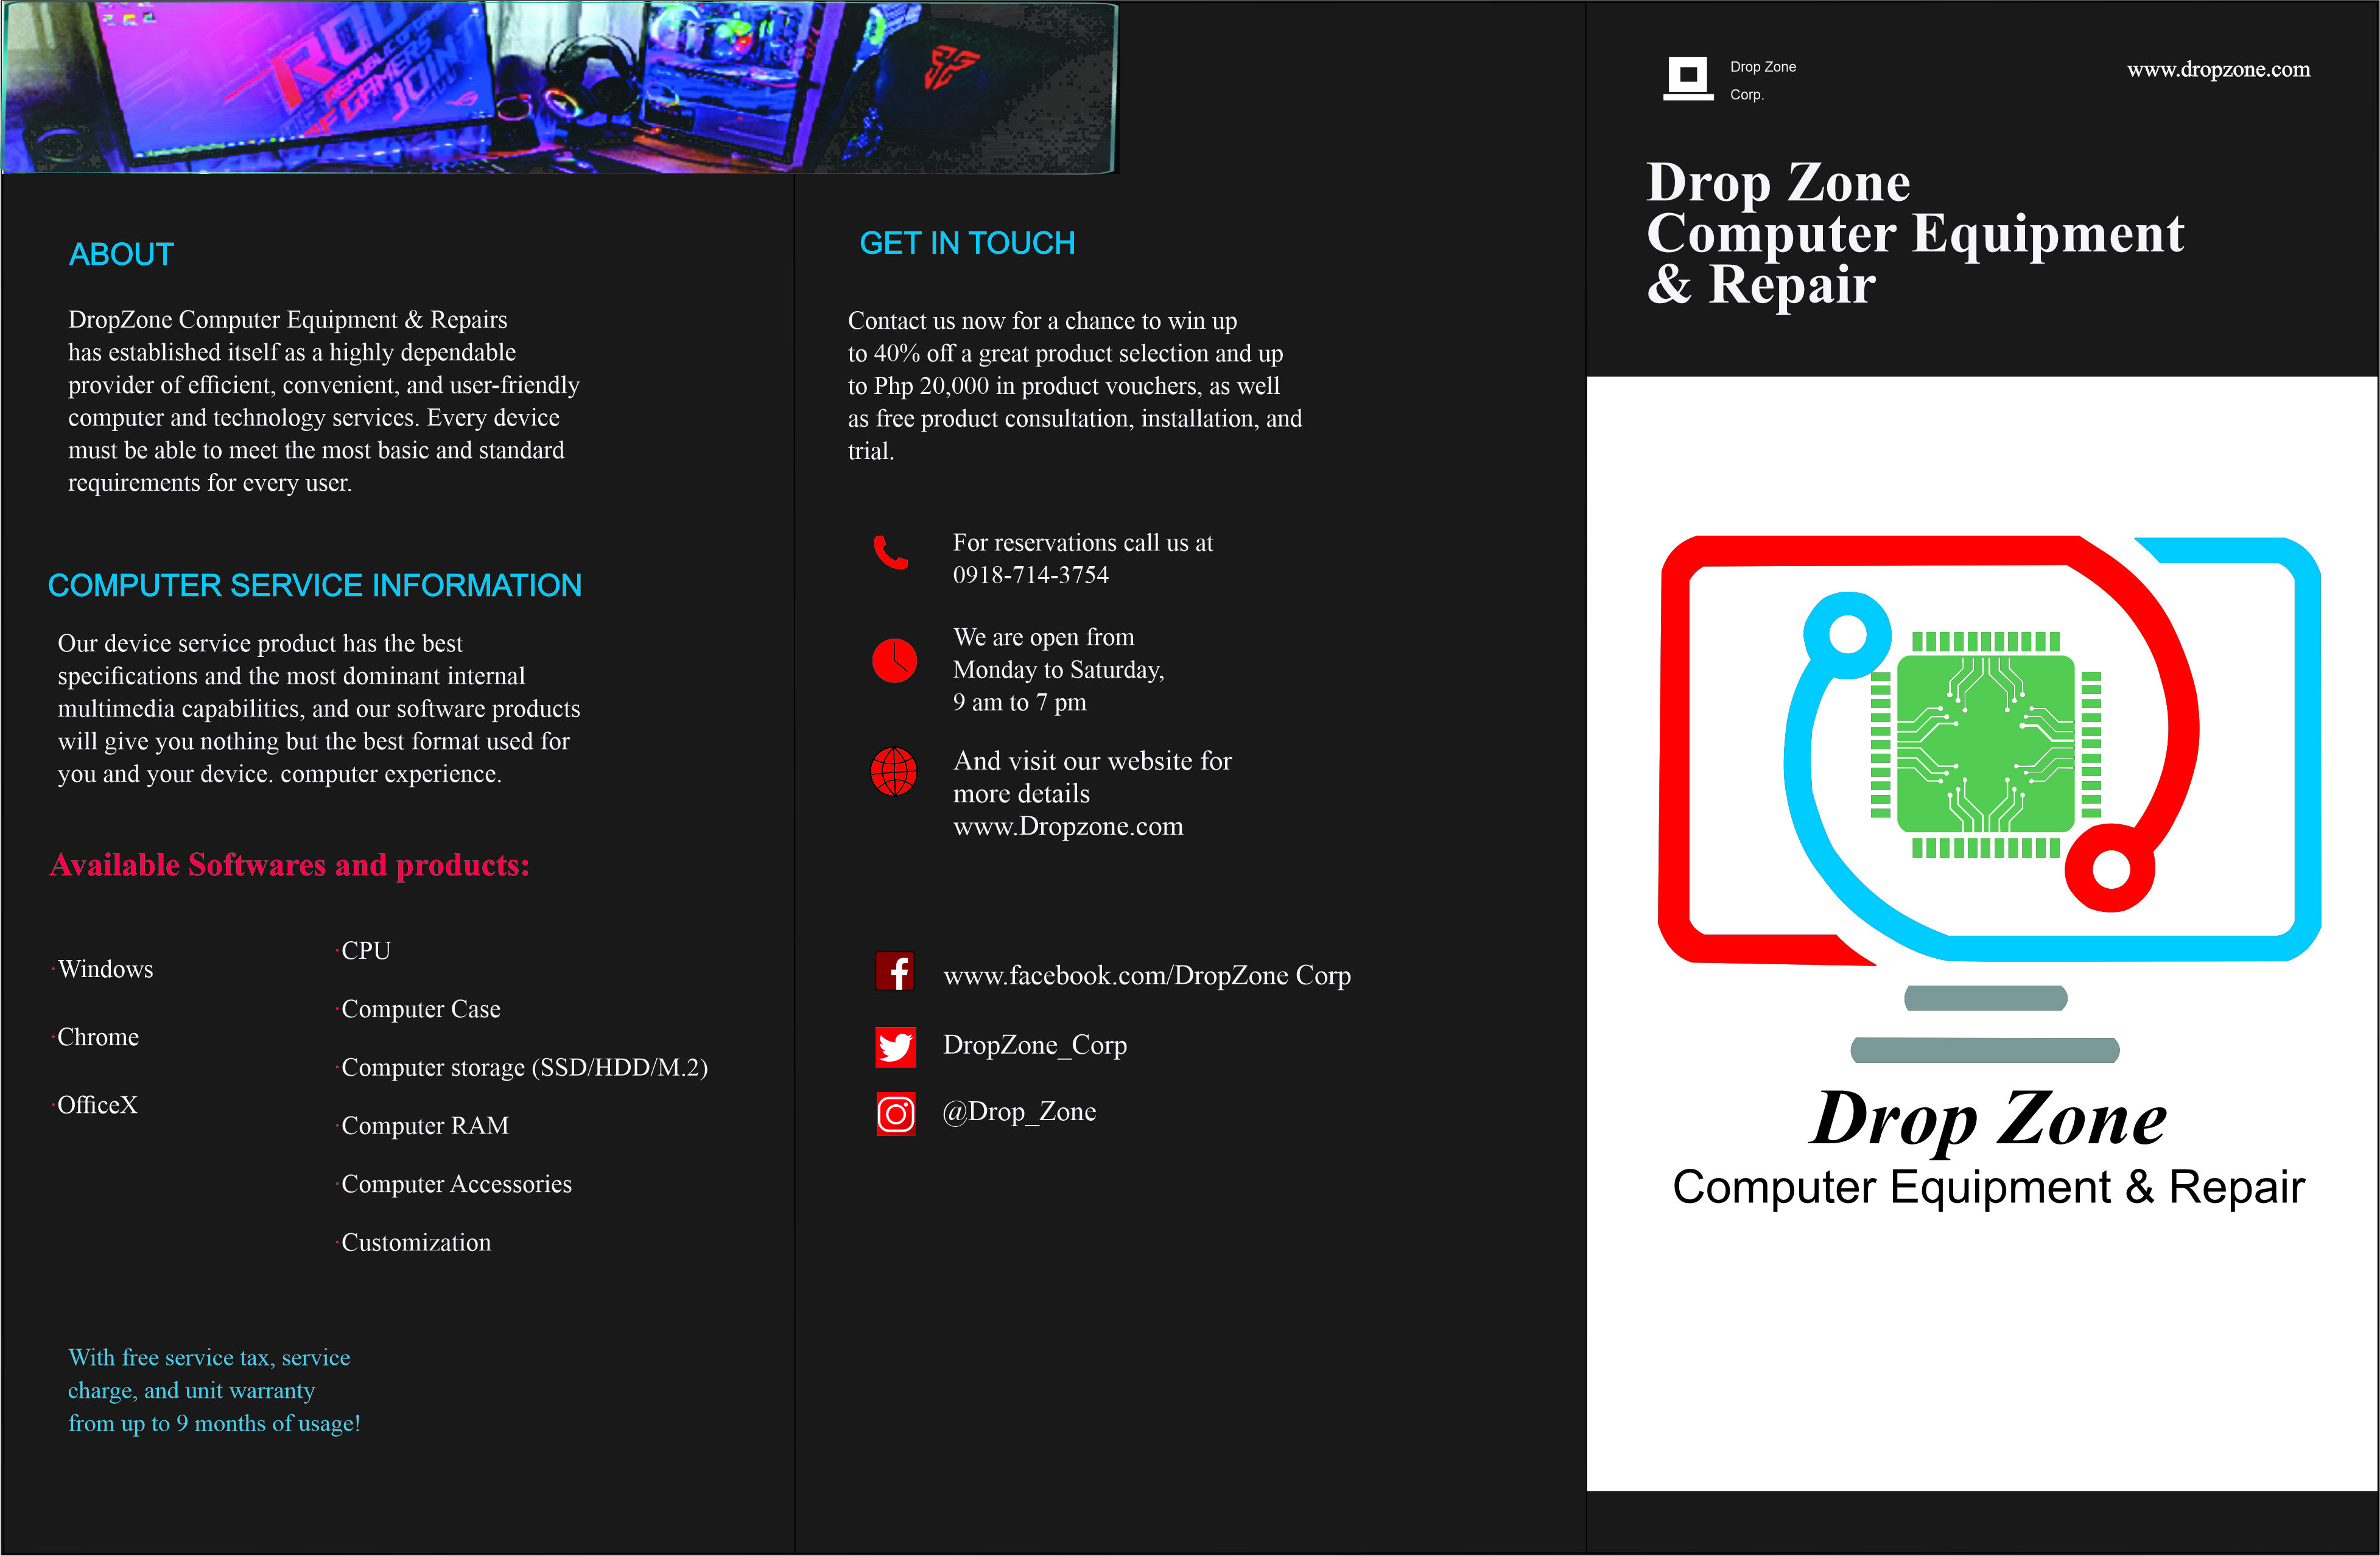 REPUBLIC OF
GAMERS
JOIN
ABOUT
DropZone Computer Equipment & Repairs
has established itself as a highly dependable
provider of efficient, convenient, and user-friendly
computer and technology services. Every device
must be able to meet the most basic and standard
requirements for every user.
COMPUTER SERVICE INFORMATION
Our device service product has the best
specifications and the most dominant internal
multimedia capabilities, and our software products
will give you nothing but the best format used for
you and your device. computer experience.
Available Softwares and products:
·Windows
·Chrome
·OfficeX
·CPU
·Computer Case
·Computer storage (SSD/HDD/M.2)
·Computer RAM
·Computer Accessories
·Customization
With free service tax, service
charge, and unit warranty
from up to 9 months of usage!
GET IN TOUCH
Contact us now for a chance to win up
to 40% off a great product selection and up
to Php 20,000 in product vouchers, as well
as free product consultation, installation, and
trial.
For reservations call us at
0918-714-3754
We are open from
Monday to Saturday,
9 am to 7 pm
And visit our website for
more details
www.Dropzone.com
www.facebook.com/DropZone Corp
DropZone_Corp
@Drop_Zone
Drop Zone
Corp.
www.dropzone.com
Drop Zone
Computer Equipment
& Repair
Drop Zone
Computer Equipment & Repair